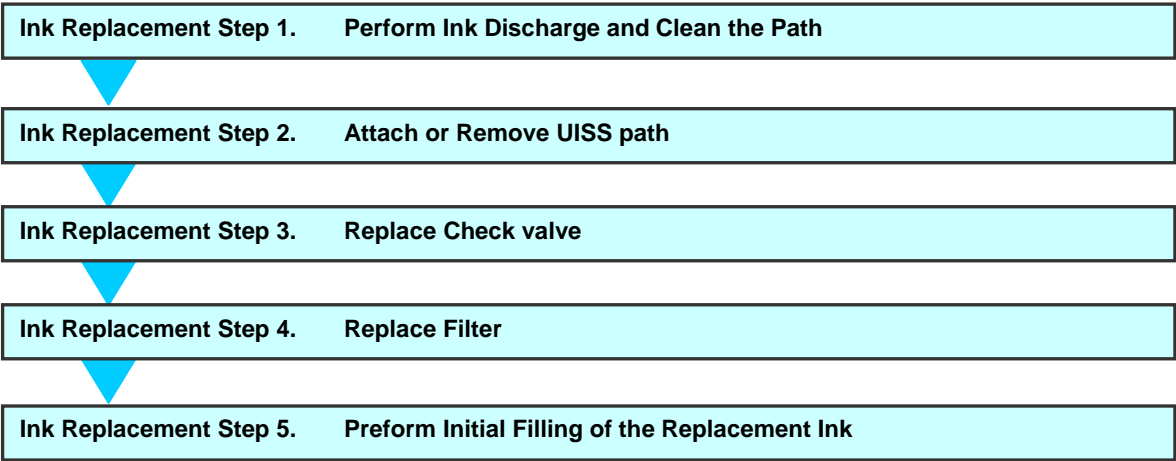 Ink Replacement Step 1. Perform Ink Discharge and Clean the Path
Ink Replacement Step 2. Attach or Remove UISS path
Ink Replacement Step 3. Replace Check valve
Ink Replacement Step 4. Replace Filter
Ink Replacement Step 5. Preform Initial Filling of the Replacement Ink